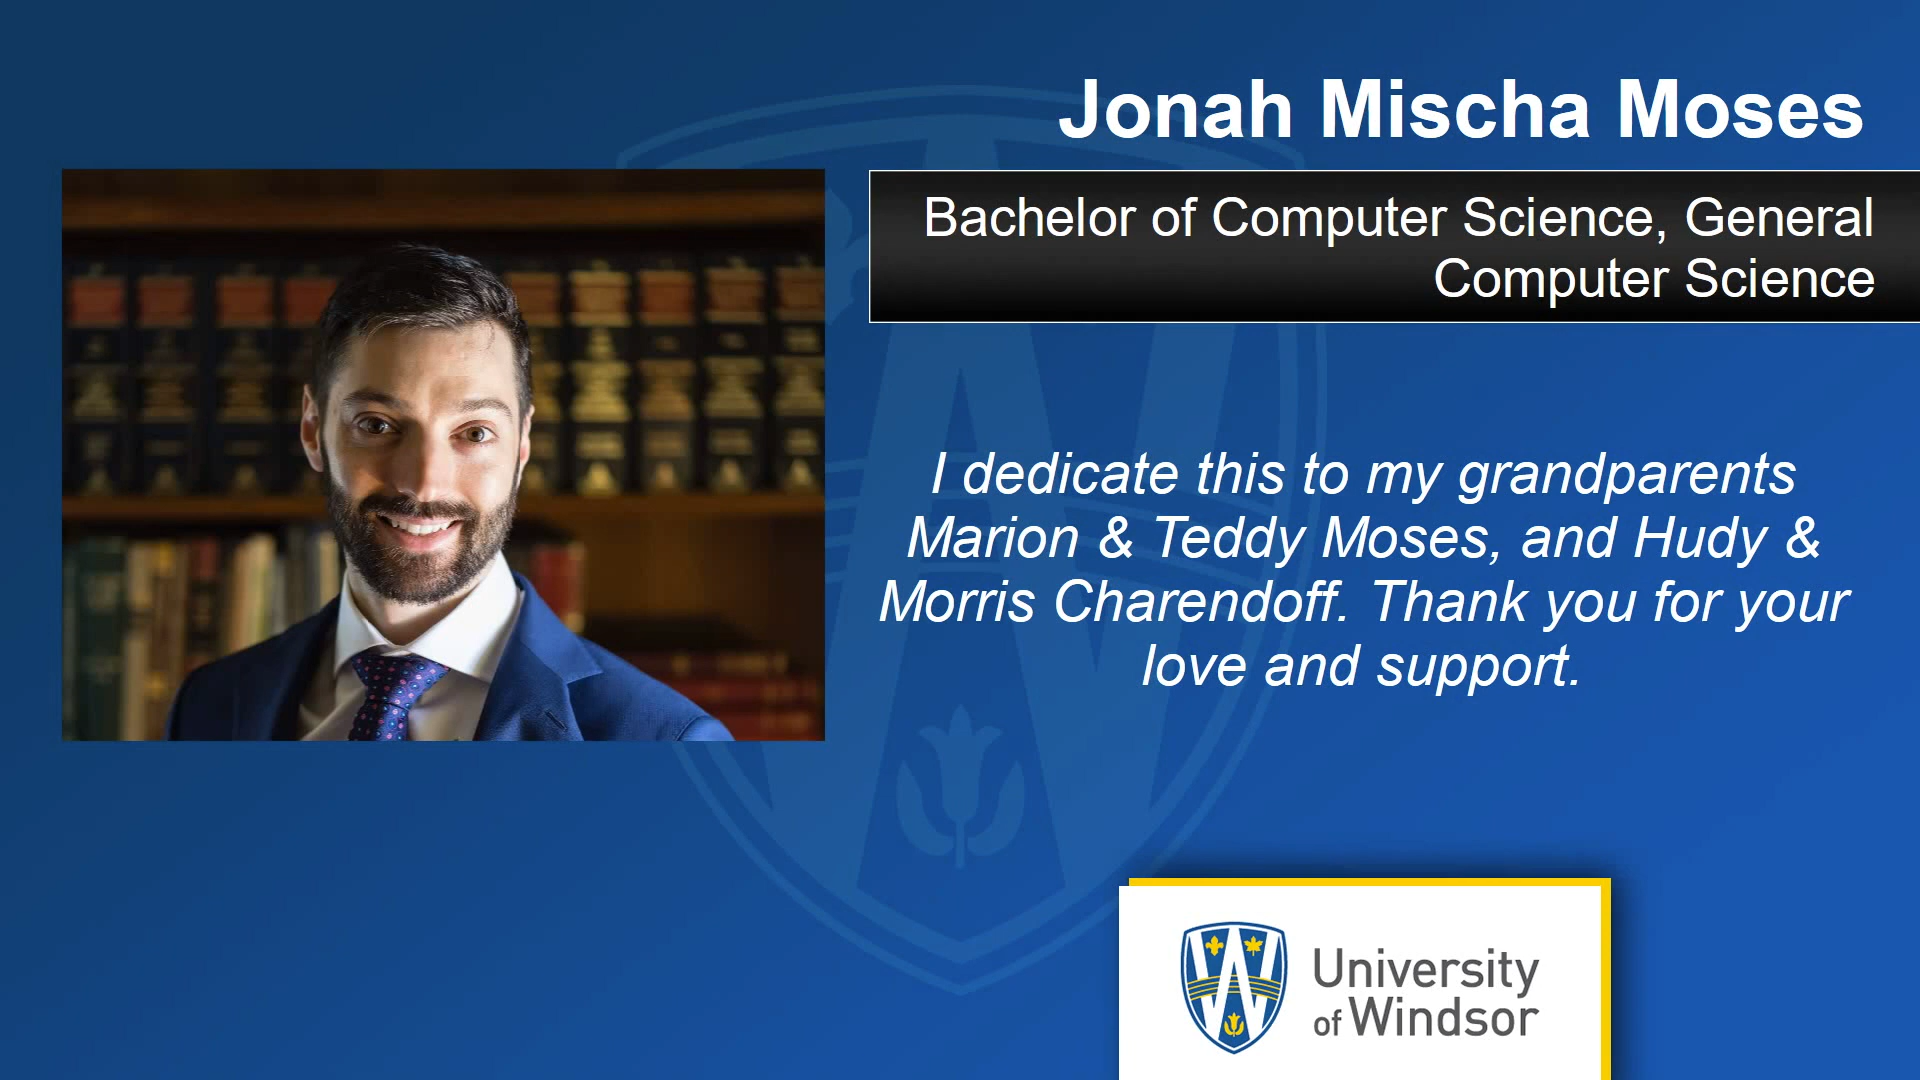 Jonah Mischa Moses
Bachelor of Computer Science, General
Computer Science
I dedicate this to my grandparents
Marion & Teddy Moses, and Hudy &
Morris Charendoff. Thank you for your
love and support.
University
of Windsor